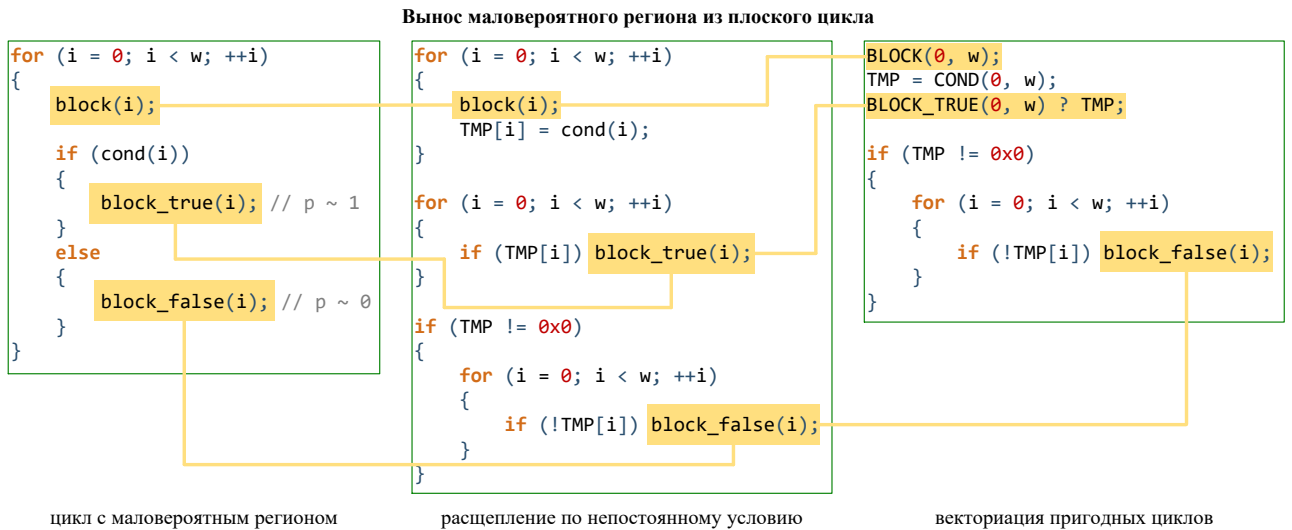 Вынос маловероятного региона из плоского цикла
for (i = 0; i < w; ++i)
{
block(i);
if (cond(i))
{
block_true(i); // p ~ 1
}
else
{
block_false(i); // p ~ 0
}
}
цикл с маловероятным регионом
for (i = 0; i < w; ++i)
{
block(i);
TMP[i] = cond(i);
}
for (i = 0; i < w; ++i)
{
if (TMP[i]) block_true(i);
}
if (TMP != 0x0)
{
for (i = 0; i < w; ++i)
{
if (!TMP[i]) block_false(i);
}
}
расщепление по непостоянному условию
BLOCK(0, w);
TMP = COND(0, w);
BLOCK_TRUE(0, w) ? TMP;
if (TMP != 0x0)
{
for (i = 0; i < w; ++i)
{
if (!TMP[i]) block_false(i);
}
}
векториация пригодных циклов